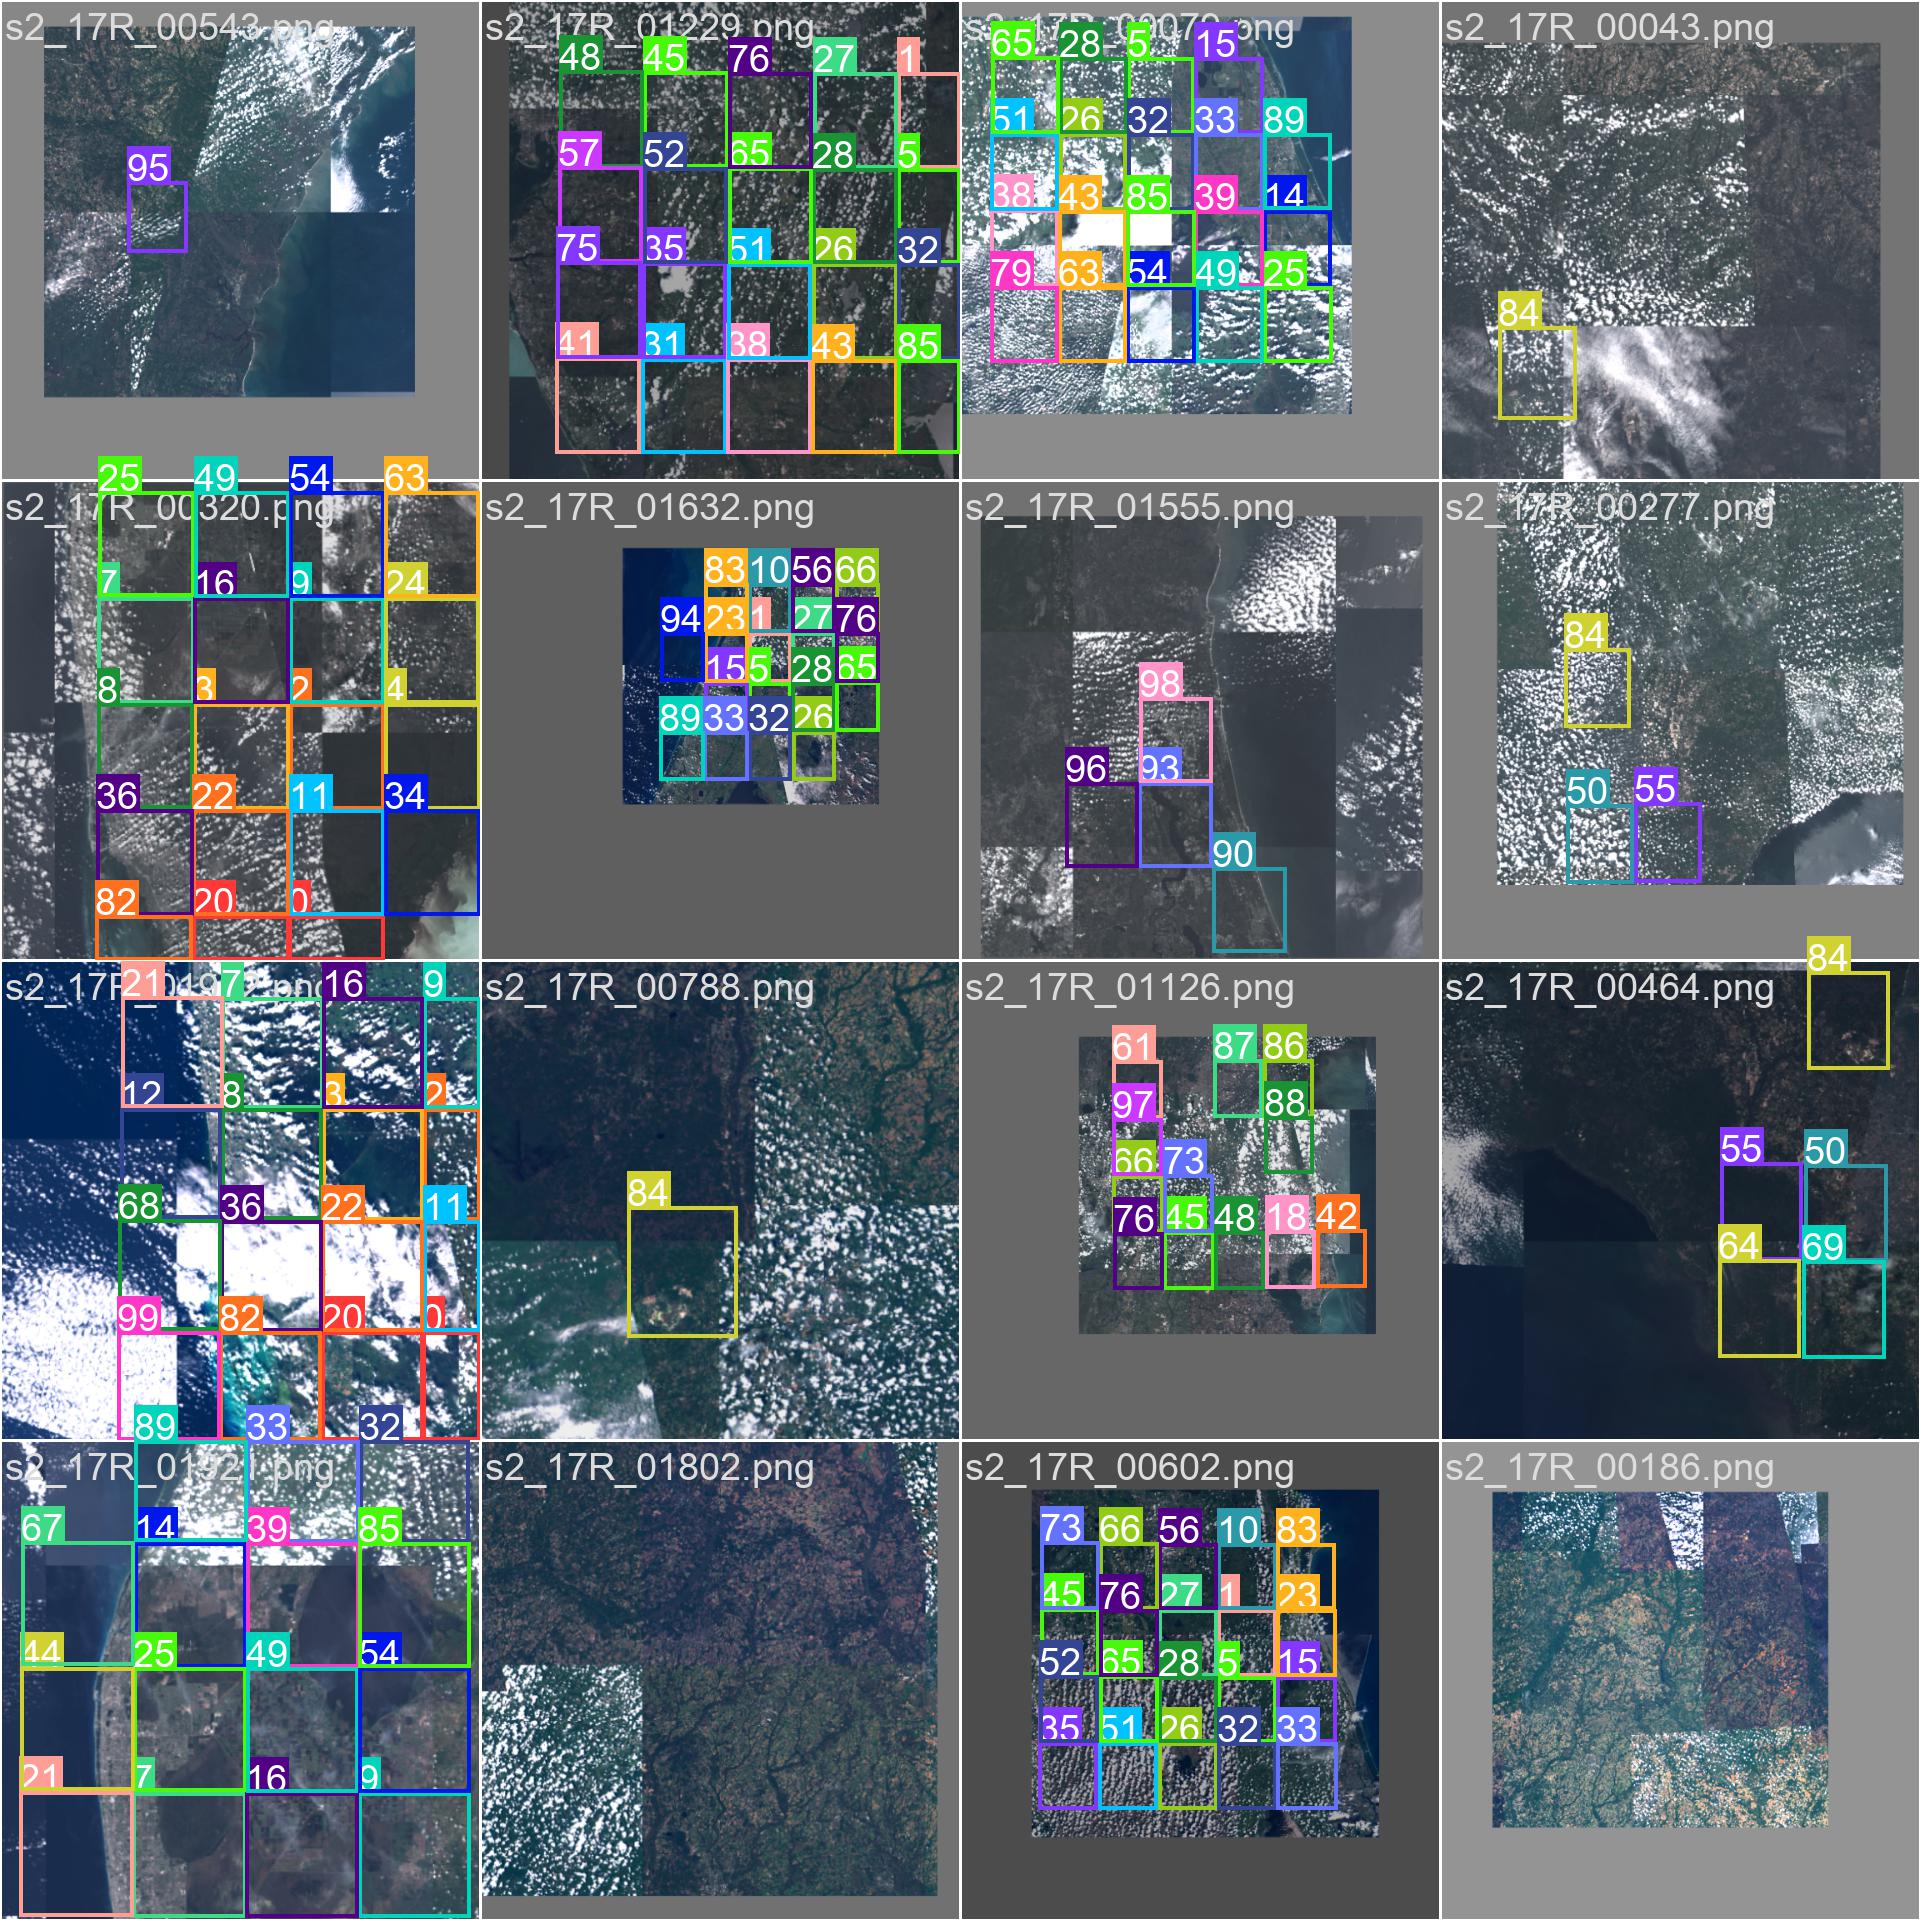 s2_17R_00543.png
95
s2_17R_01229.png
48 45 76 27 1
57 52 65 28 5
75 35 51 26 32
41 31 38 43 85
65 28 5 15
51 26 32 33 89
38 43 85 39 14
79 63 54 49 25
s2_17R_00043.png
84
25 49 54 63
s2_17R_00320.png
7 16 9 24
8 3 2 4
36 22 11 34
82 20 0
s2_17R_01632.png
83 10 56 66
94 23 1 27 76
15 5 28 65
89 33 32 26
s2_17R_01555.png
98
96 93
90
s2_17R_00277.png
84
50 55
21 7 16 9
12 8 3 2
68 36 22 11
99 82 20 0
s2_17R_00788.png
84
s2_17R_01126.png
61 87 86
97 88
66 73
76 45 48 18 42
84
s2_17R_00464.png
55 50
64 69
89 33 32
s2_17R_01921.png
67 14 39 85
44 25 49 54
21 7 16 9
s2_17R_01802.png
s2_17R_00602.png
73 66 56 10 83
45 76 27 1 23
52 65 28 5 15
35 51 26 32 33
s2_17R_00186.png